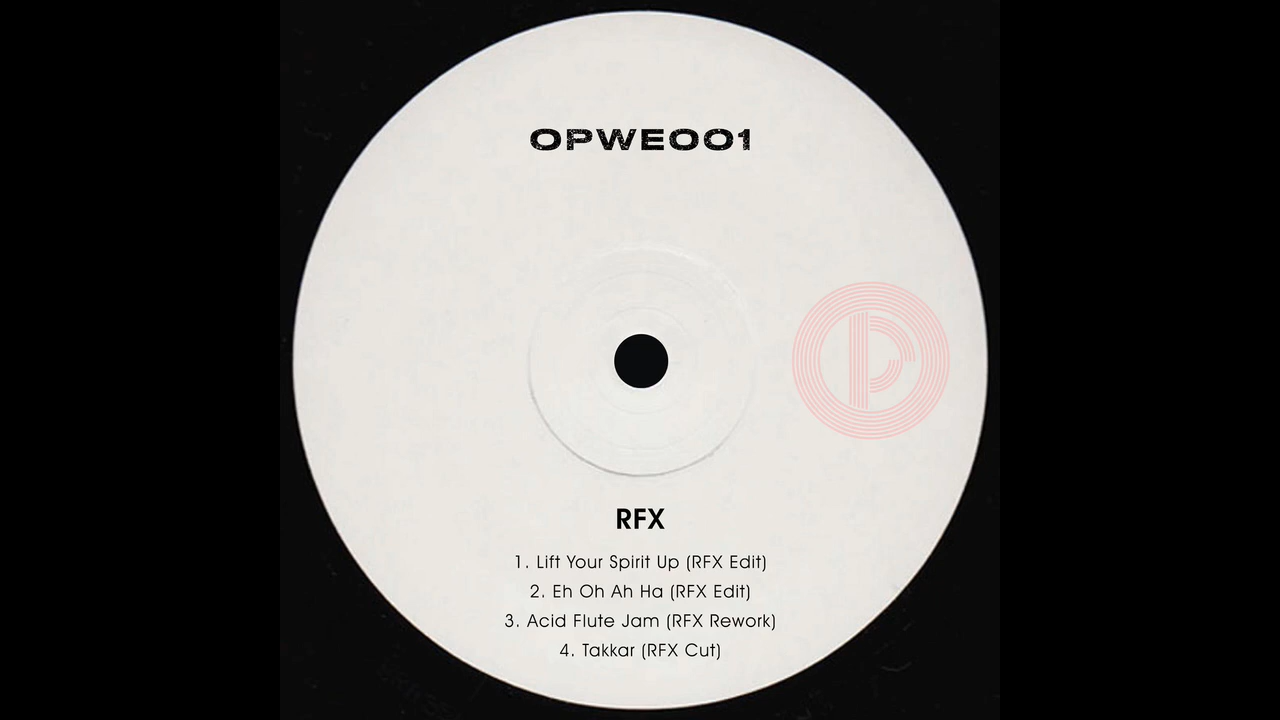 OPWE001
RFX
1. Lift Your Spirit Up (RFX Edit)
2. Eh Oh Ah Ha (RFX Edit)
3. Acid Flute Jam (RFX Rework)
4. Takkar (RFX Cut)